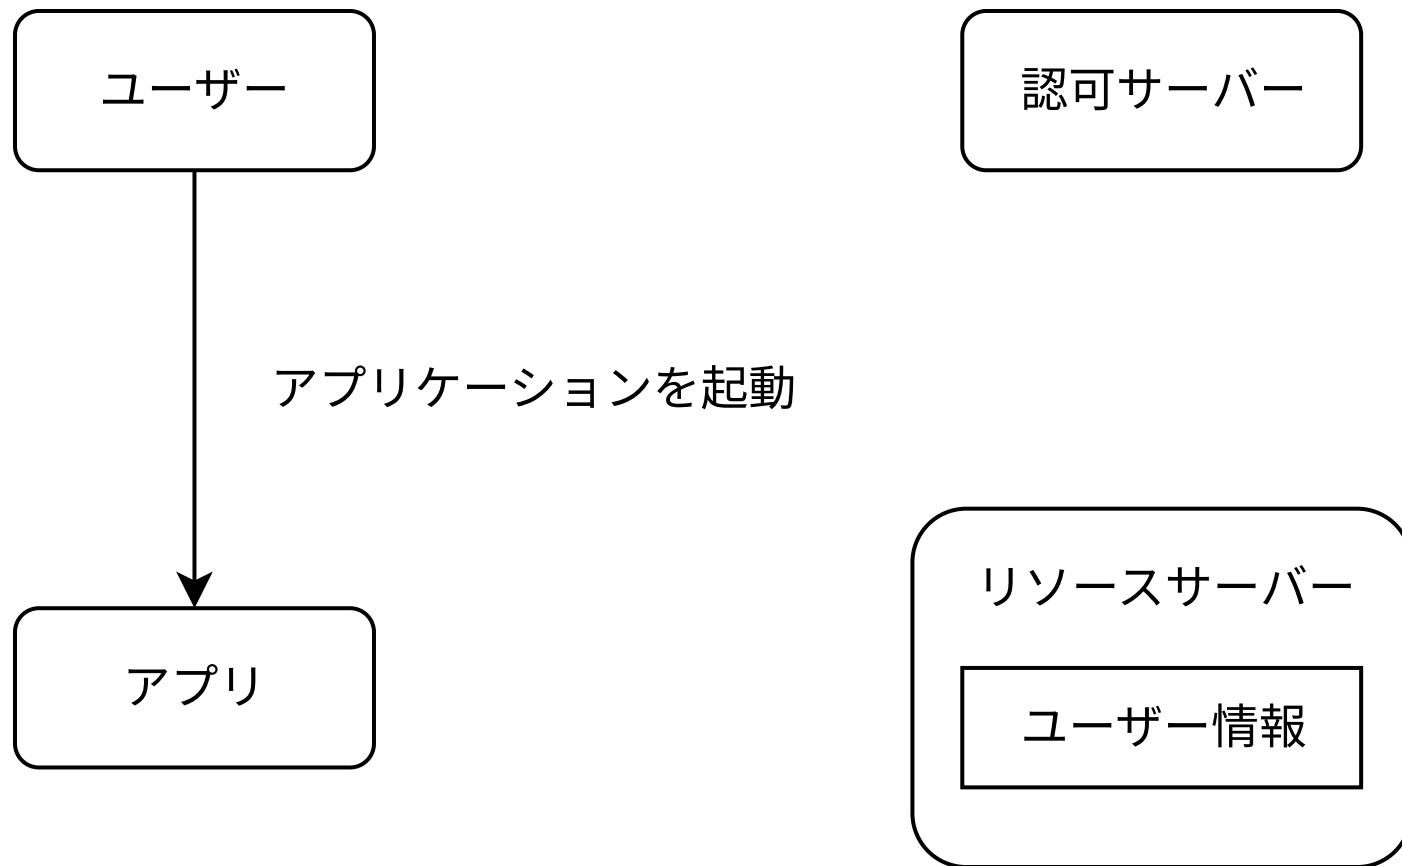 ユーザー
認可サーバー
アプリケーションを起動
リソースサーバー
アプリ
ユーザー情報